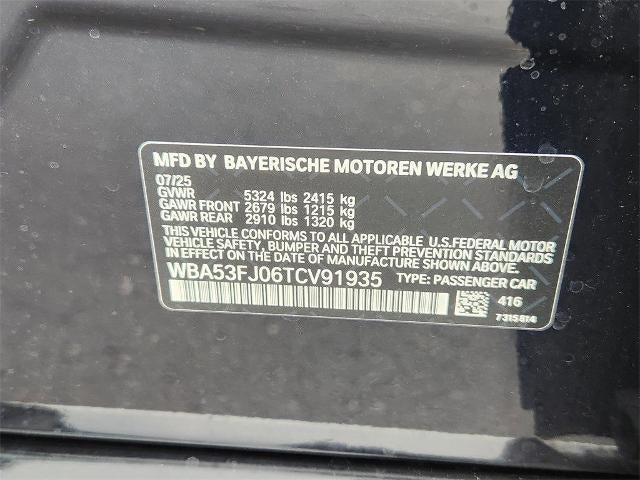 MFD BY BAYERISCHE MOTOREN WERKE AG
07/25
GVWR 5324 lbs 2415 kg
GAWR FRONT 2679 lbs 1215 kg
GAWR REAR 2910 lbs 1320 kg
THIS VEHICLE CONFORMS TO ALL APPLICABLE U.S.FEDERAL MOTOR
VEHICLE SAFETY, BUMPER AND THEFT PREVENTION STANDARDS
IN EFFECT ON THE DATE OF MANUFACTURE SHOWN ABOVE.
WBA53FJ06TCV91935 TYPE: PASSENGER CAR
416
7315814